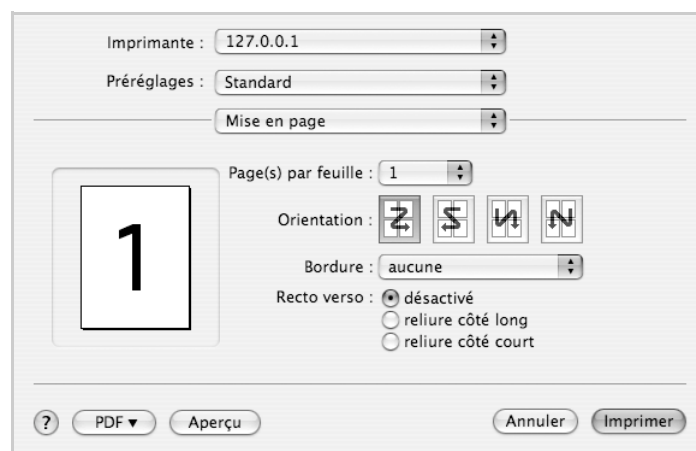 Imprimante : 127.0.0.1
Préréglages : Standard
Mise en page
Page(s) par feuille : 1
1
Orientation :
Bordure : aucune
Recto verso : désactivé
reliure côté long
reliure côté court
? PDF ▼ Aperçu Annuler Imprimer